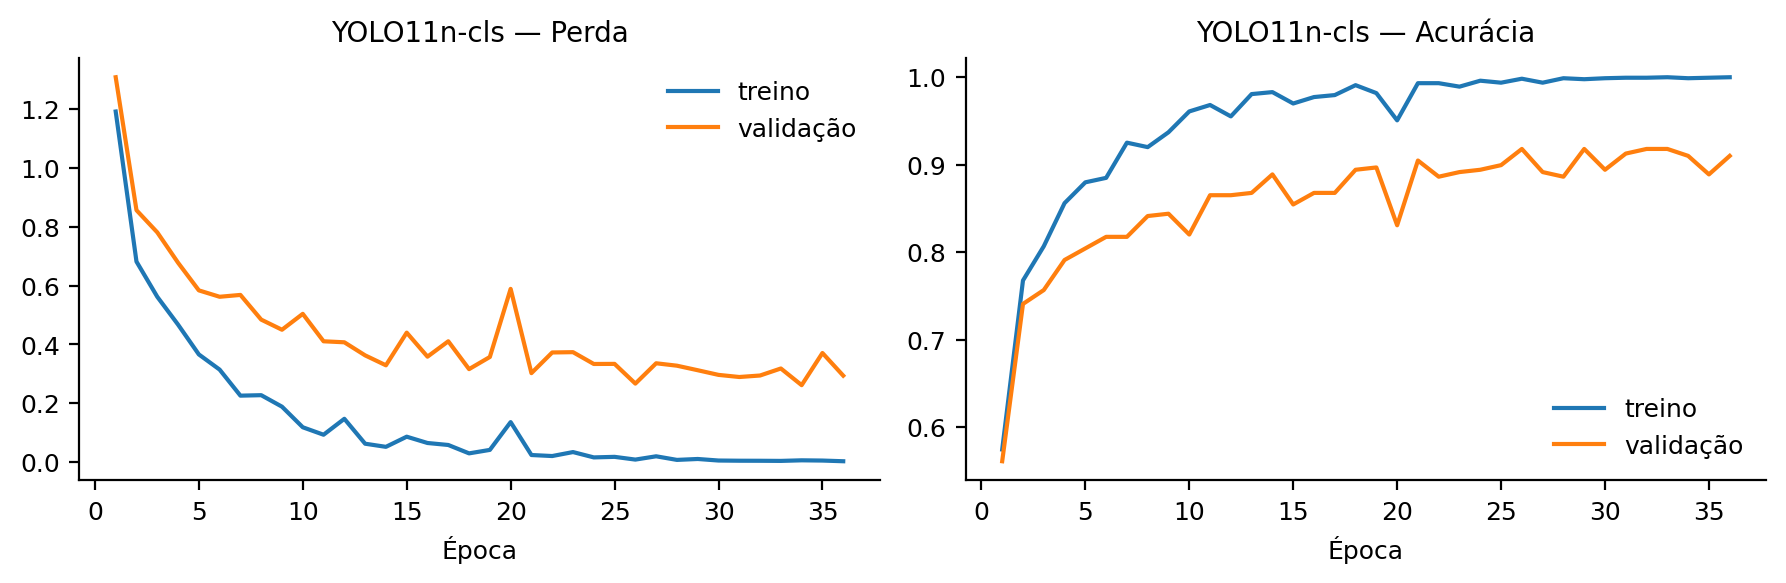 YOLO11n-cls — Perda
1.2
1.0
0.8
0.6
0.4
0.2
0.0
treino
validação
0 5 10 15 20 25 30 35
Época
YOLO11n-cls — Acurácia
1.0
0.9
0.8
0.7
0.6
treino
validação
0 5 10 15 20 25 30 35
Época